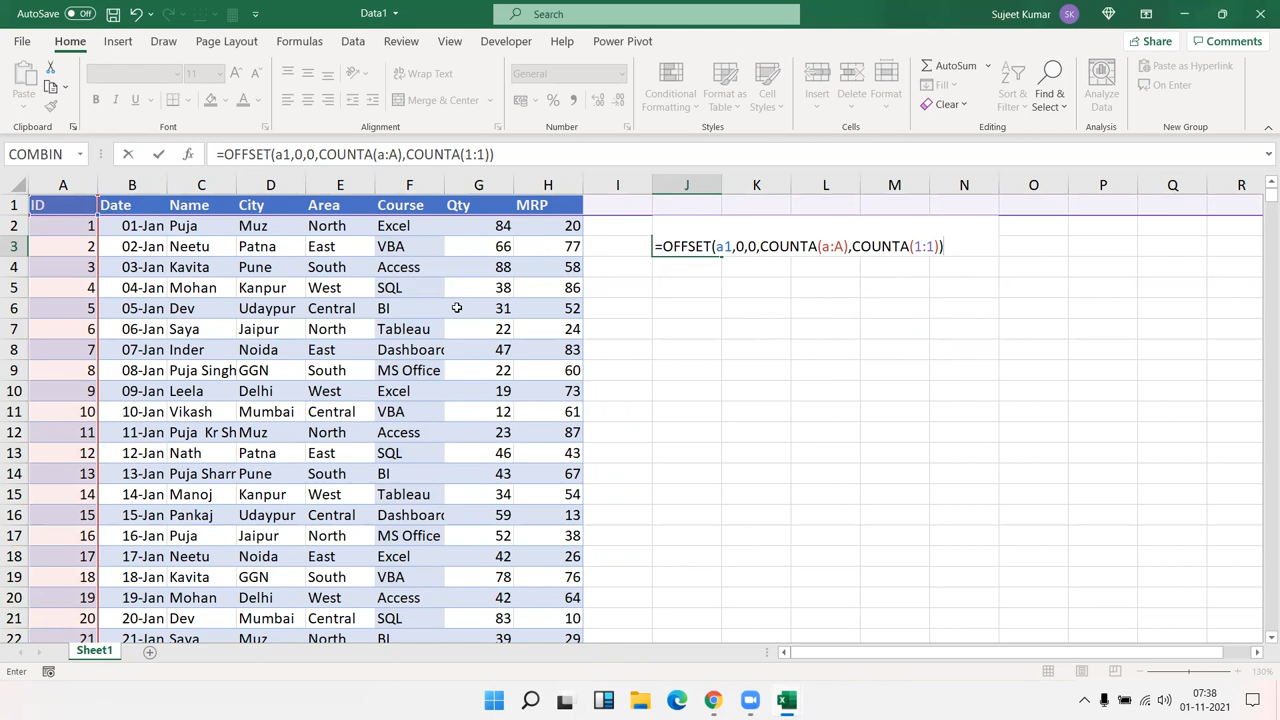 AutoSave Off Data1 Search Sujeet Kumar SK
File Home Insert Draw Page Layout Formulas Data Review View Developer Help Power Pivot Share Comments
Paste 11 Wrap Text General Conditional Formatting Format as Table Cell Styles Insert Delete Format AutoSum Fill Clear Sort & Filter Find & Select Analyze Data Paste as Hyperlink On Enter
B I U A Merge & Center % 9
Clipboard Font Alignment Number Styles Cells Editing Analysis New Group
COMBIN fx =OFFSET(a1,0,0,COUNTA(a:A),COUNTA(1:1))
A B C D E F G H I J K L M N O P Q R
1 ID Date Name City Area Course Qty MRP
2 1 01-Jan Puja Muz North Excel 84 20
3 2 02-Jan Neetu Patna East VBA 66 77 =OFFSET(a1,0,0,COUNTA(a:A),COUNTA(1:1))
4 3 03-Jan Kavita Pune South Access 88 58
5 4 04-Jan Mohan Kanpur West SQL 38 86
6 5 05-Jan Dev Udaypur Central BI 31 52
7 6 06-Jan Saya Jaipur North Tableau 22 24
8 7 07-Jan Inder Noida East Dashboard 47 83
9 8 08-Jan Puja Singh GGN South MS Office 22 60
10 9 09-Jan Leela Delhi West Excel 19 73
11 10 10-Jan Vikash Mumbai Central VBA 12 61
12 11 11-Jan Puja Kr Sh Muz North Access 23 87
13 12 12-Jan Nath Patna East SQL 46 43
14 13 13-Jan Puja Sharr Pune South BI 43 67
15 14 14-Jan Manoj Kanpur West Tableau 34 54
16 15 15-Jan Pankaj Udaypur Central Dashboard 59 13
17 16 16-Jan Puja Jaipur North MS Office 52 38
18 17 17-Jan Neetu Noida East Excel 42 26
19 18 18-Jan Kavita GGN South VBA 78 76
20 19 19-Jan Mohan Delhi West Access 42 64
21 20 20-Jan Dev Mumbai Central SQL 83 10
22 21 21-Jan Saya Muz North BI 39 29
Sheet1
Enter 130%
07:38
01-11-2021